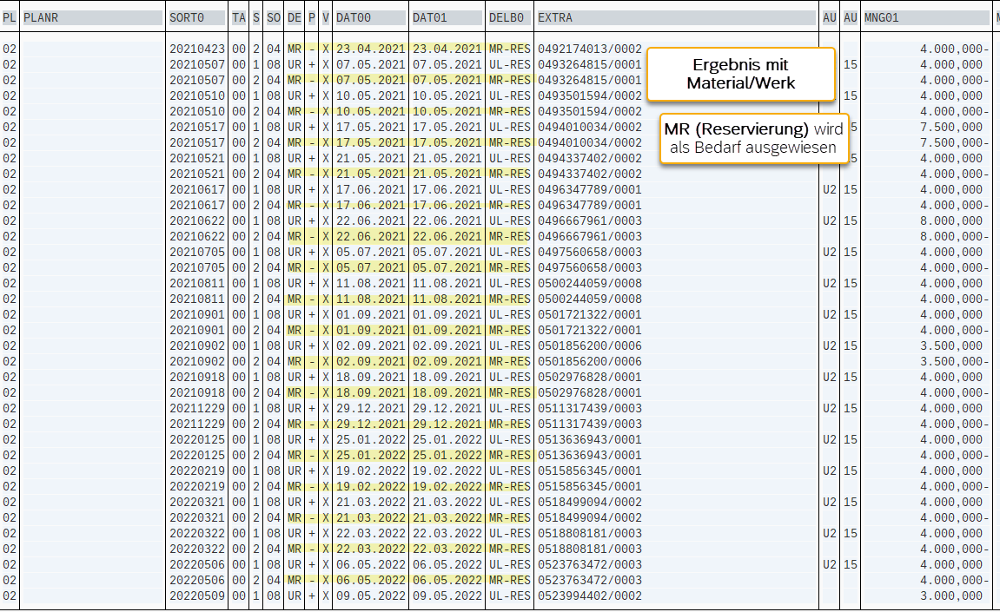 PL PLANR SORT0 TA S SO DE P V DAT00 DAT01 DELB0 EXTRA AU AU MNG01
02 20210423 00 2 04 MR - X 23.04.2021 23.04.2021 MR-RES 0492174013/0002 4.000,000-
02 20210507 00 1 08 UR + X 07.05.2021 07.05.2021 UL-RES 0493264815/0001 15 4.000,000
02 20210507 00 2 04 MR - X 07.05.2021 07.05.2021 MR-RES 0493264815/0001 4.000,000-
02 20210510 00 1 08 UR + X 10.05.2021 10.05.2021 UL-RES 0493501594/0002 15 4.000,000
02 20210510 00 2 04 MR - X 10.05.2021 10.05.2021 MR-RES 0493501594/0002 4.000,000-
02 20210517 00 1 08 UR + X 17.05.2021 17.05.2021 UL-RES 0494010034/0002 7.500,000
02 20210517 00 2 04 MR - X 17.05.2021 17.05.2021 MR-RES 0494010034/0002 7.500,000-
02 20210521 00 1 08 UR + X 21.05.2021 21.05.2021 UL-RES 0494337402/0002 4.000,000
02 20210521 00 2 04 MR - X 21.05.2021 21.05.2021 MR-RES 0494337402/0002 4.000,000-
02 20210617 00 1 08 UR + X 17.06.2021 17.06.2021 UL-RES 0496347789/0001 U2 15 4.000,000
02 20210617 00 2 04 MR - X 17.06.2021 17.06.2021 MR-RES 0496347789/0001 4.000,000-
02 20210622 00 1 08 UR + X 22.06.2021 22.06.2021 UL-RES 0496667961/0003 U2 15 8.000,000
02 20210622 00 2 04 MR - X 22.06.2021 22.06.2021 MR-RES 0496667961/0003 8.000,000-
02 20210705 00 1 08 UR + X 05.07.2021 05.07.2021 UL-RES 0497560658/0003 U2 15 4.000,000
02 20210705 00 2 04 MR - X 05.07.2021 05.07.2021 MR-RES 0497560658/0003 4.000,000-
02 20210811 00 1 08 UR + X 11.08.2021 11.08.2021 UL-RES 0500244059/0008 U2 15 4.000,000
02 20210811 00 2 04 MR - X 11.08.2021 11.08.2021 MR-RES 0500244059/0008 4.000,000-
02 20210901 00 1 08 UR + X 01.09.2021 01.09.2021 UL-RES 0501721322/0001 U2 15 4.000,000
02 20210901 00 2 04 MR - X 01.09.2021 01.09.2021 MR-RES 0501721322/0001 4.000,000-
02 20210902 00 1 08 UR + X 02.09.2021 02.09.2021 UL-RES 0501856200/0006 U2 15 3.500,000
02 20210902 00 2 04 MR - X 02.09.2021 02.09.2021 MR-RES 0501856200/0006 3.500,000-
02 20210918 00 1 08 UR + X 18.09.2021 18.09.2021 UL-RES 0502976828/0001 U2 15 4.000,000
02 20210918 00 2 04 MR - X 18.09.2021 18.09.2021 MR-RES 0502976828/0001 4.000,000-
02 20211229 00 1 08 UR + X 29.12.2021 29.12.2021 UL-RES 0511317439/0003 U2 15 4.000,000
02 20211229 00 2 04 MR - X 29.12.2021 29.12.2021 MR-RES 0511317439/0003 4.000,000-
02 20220125 00 1 08 UR + X 25.01.2022 25.01.2022 UL-RES 0513636943/0001 U2 15 4.000,000
02 20220125 00 2 04 MR - X 25.01.2022 25.01.2022 MR-RES 0513636943/0001 4.000,000-
02 20220219 00 1 08 UR + X 19.02.2022 19.02.2022 UL-RES 0515856345/0001 U2 15 4.000,000
02 20220219 00 2 04 MR - X 19.02.2022 19.02.2022 MR-RES 0515856345/0001 4.000,000-
02 20220321 00 1 08 UR + X 21.03.2022 21.03.2022 UL-RES 0518499094/0002 U2 15 4.000,000
02 20220321 00 2 04 MR - X 21.03.2022 21.03.2022 MR-RES 0518499094/0002 4.000,000-
02 20220322 00 1 08 UR + X 22.03.2022 22.03.2022 UL-RES 0518808181/0003 U2 15 4.000,000
02 20220322 00 2 04 MR - X 22.03.2022 22.03.2022 MR-RES 0518808181/0003 4.000,000-
02 20220506 00 1 08 UR + X 06.05.2022 06.05.2022 UL-RES 0523763472/0003 U2 15 4.000,000
02 20220506 00 2 04 MR - X 06.05.2022 06.05.2022 MR-RES 0523763472/0003 4.000,000-
02 20220509 00 1 08 UR + X 09.05.2022 09.05.2022 UL-RES 0523994402/0002 3.000,000
Ergebnis mit
Material/Werk
MR (Reservierung) wird
als Bedarf ausgewiesen